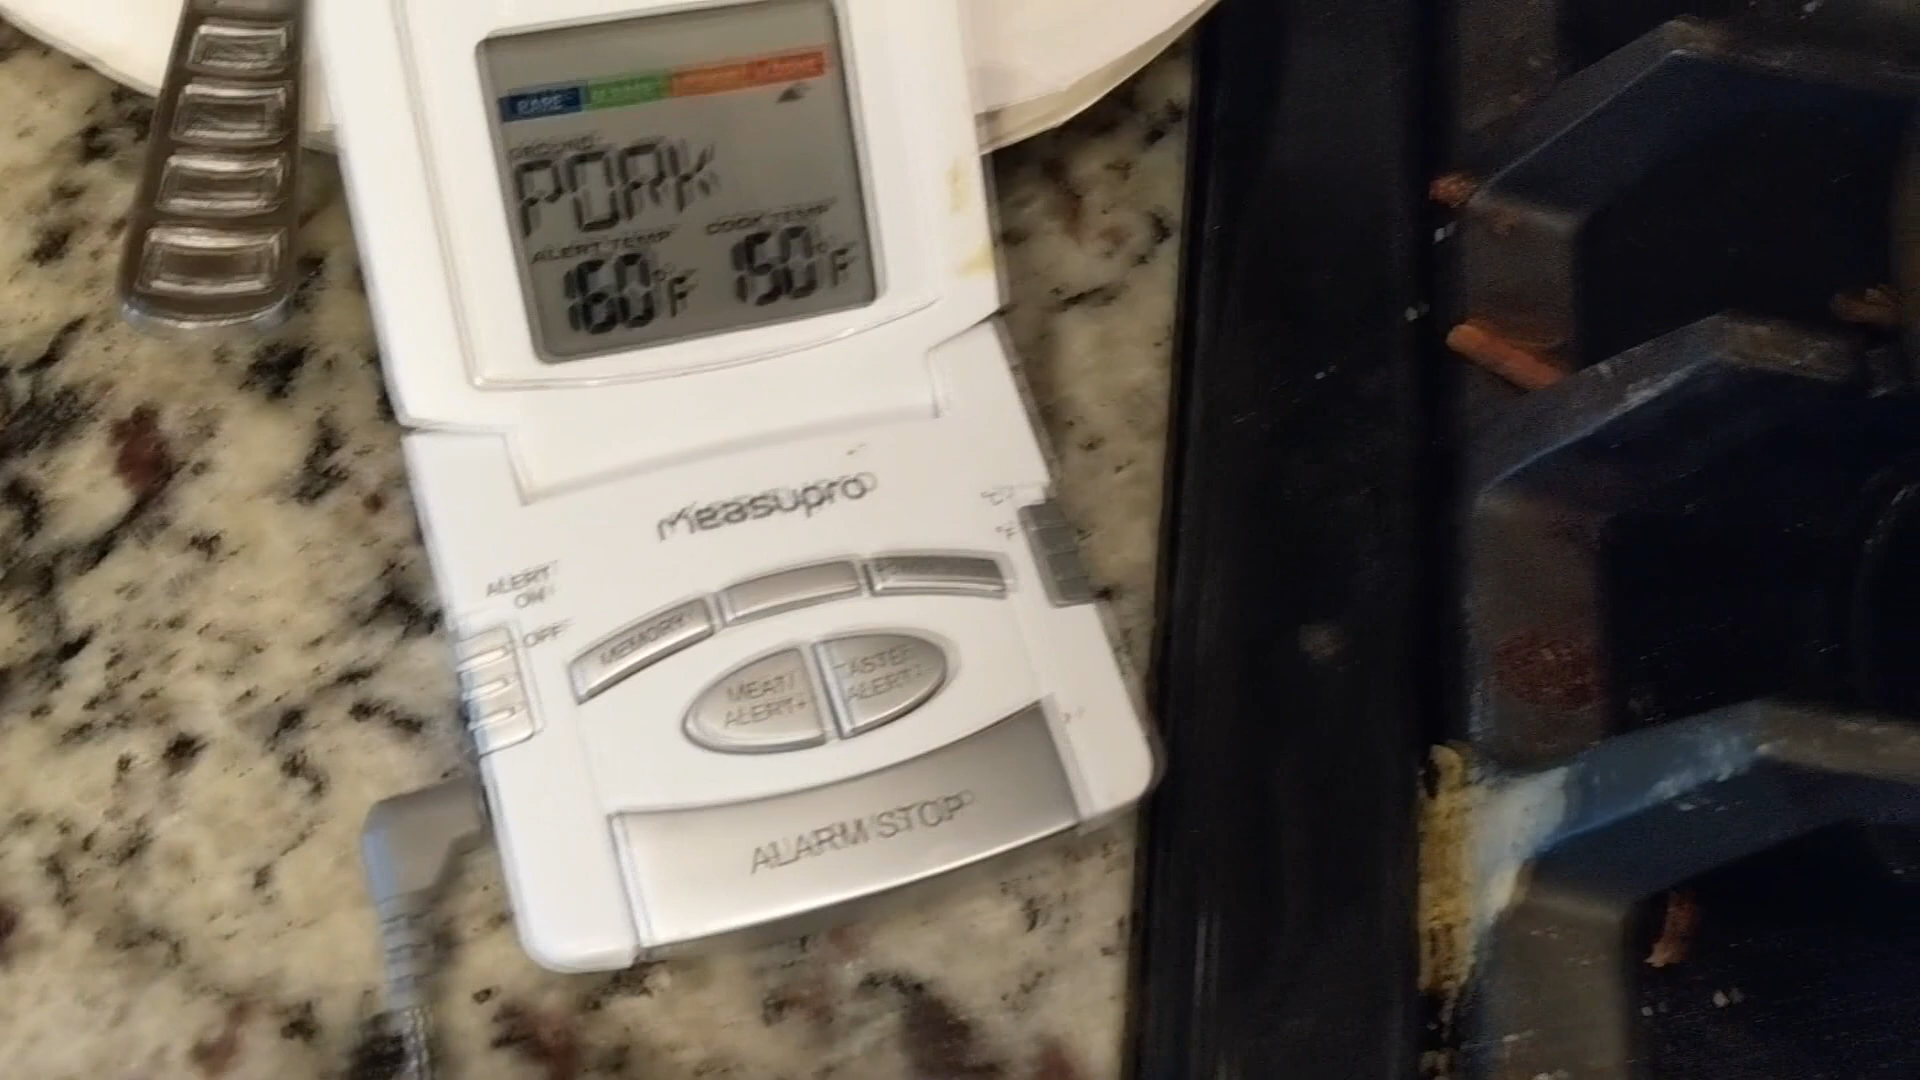 RARE
GROUND
PORK
ALERT TEMP COOK TEMP
160°F 150°F
Measupro
°C
°F
ALERT
ON
OFF
MEMORY
MEAT/ TASTE/
ALERT+ ALERT-
ALARM STOP